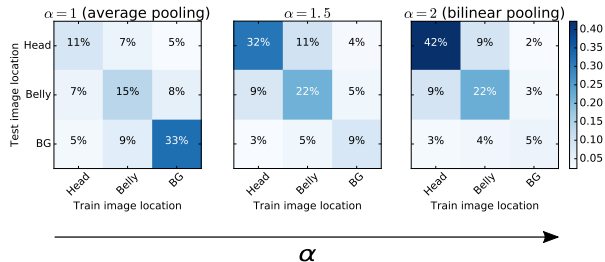 α = 1 (average pooling)
α = 1.5
α = 2 (bilinear pooling)
Test image location
Head
Belly
BG
11% 7% 5%
7% 15% 8%
5% 9% 33%
Head Belly BG
Train image location
32% 11% 4%
9% 22% 5%
3% 5% 9%
Head Belly BG
Train image location
42% 9% 2%
9% 22% 3%
3% 4% 5%
Head Belly BG
Train image location
0.40
0.35
0.30
0.25
0.20
0.15
0.10
0.05
α